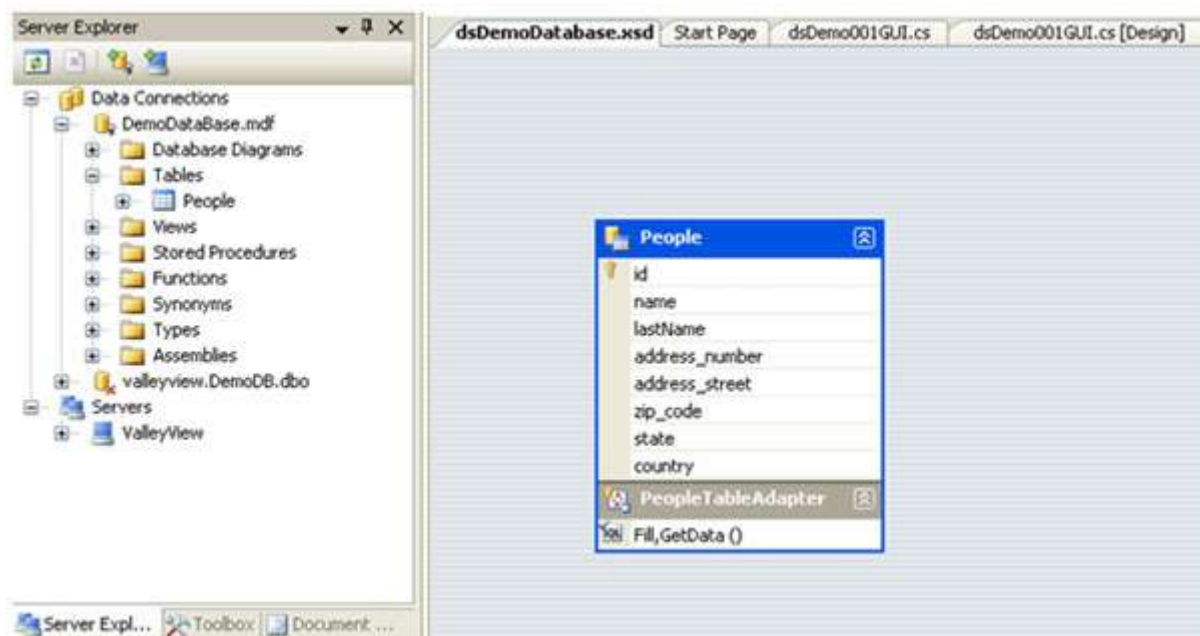 Server Explorer
Data Connections
DemoDataBase.mdf
Database Diagrams
Tables
People
Views
Stored Procedures
Functions
Synonyms
Types
Assemblies
valleyview.DemoDB.dbo
Servers
ValleyView
Server Expl... Toolbox Document ...
dsDemoDatabase.xsd Start Page dsDemo001GUI.cs dsDemo001GUI.cs [Design]
People
id
name
lastName
address_number
address_street
zip_code
state
country
PeopleTableAdapter
Fill,GetData ()